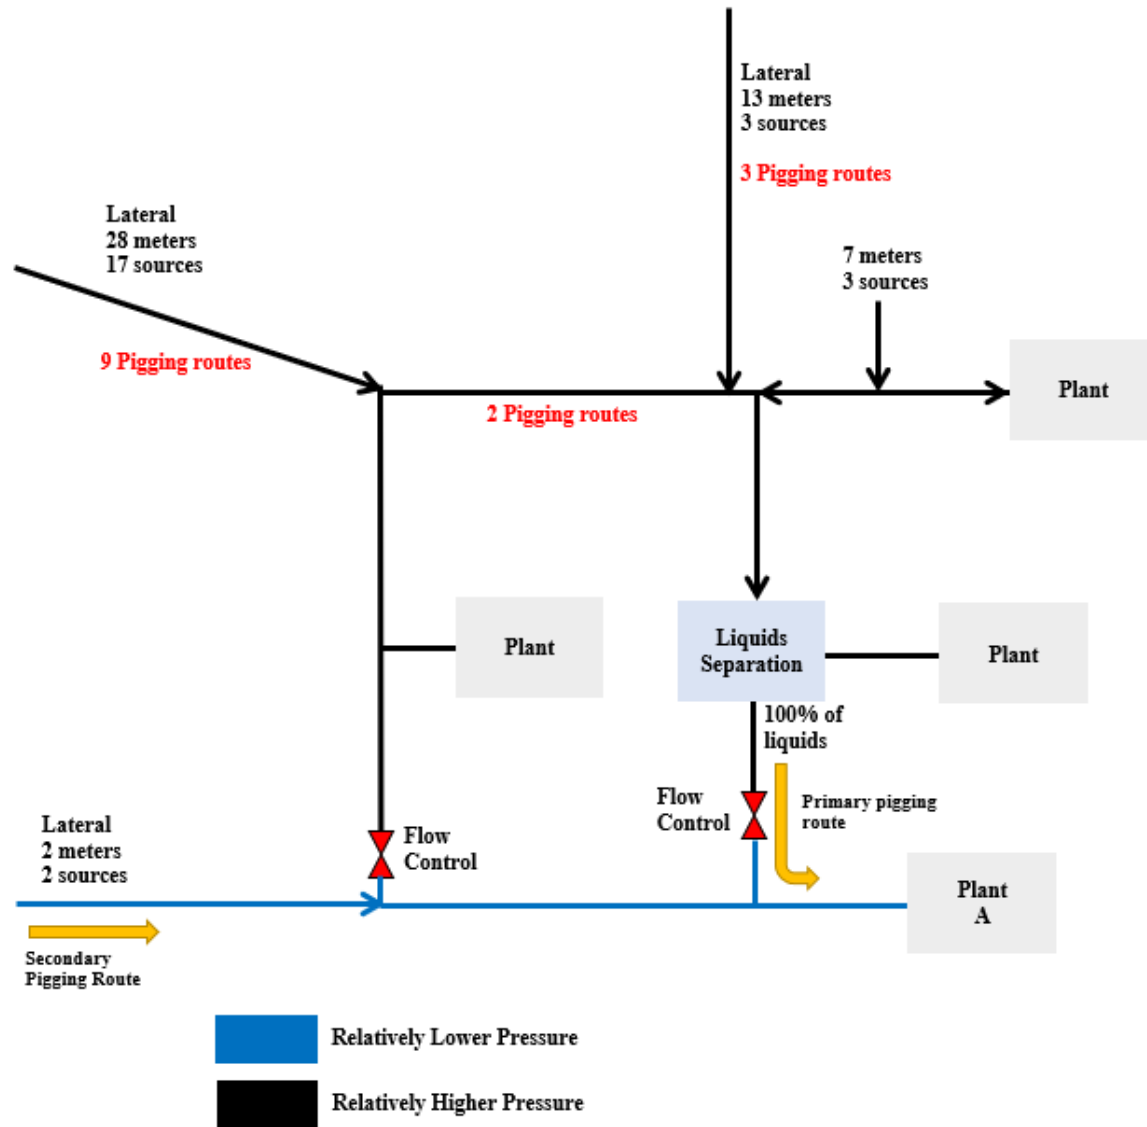 Lateral
13 meters
3 sources
3 Pigging routes
Lateral
28 meters
17 sources
9 Pigging routes
7 meters
3 sources
2 Pigging routes
Plant
Plant
Liquids
Separation
Plant
100% of
liquids
Flow
Control
Primary pigging
route
Flow
Control
Lateral
2 meters
2 sources
Plant
A
Secondary
Pigging Route
Relatively Lower Pressure
Relatively Higher Pressure